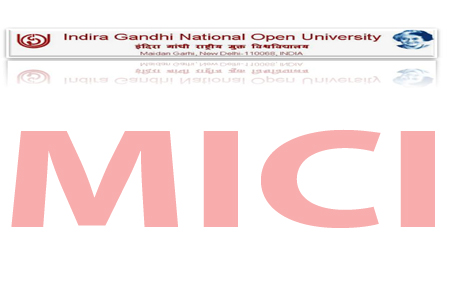 Indira Gandhi National Open University
इंदिरा गांधी राष्ट्रीय मुक्त विश्वविद्यालय
Maidan Garhi, New Delhi-110068, INDIA
MICI